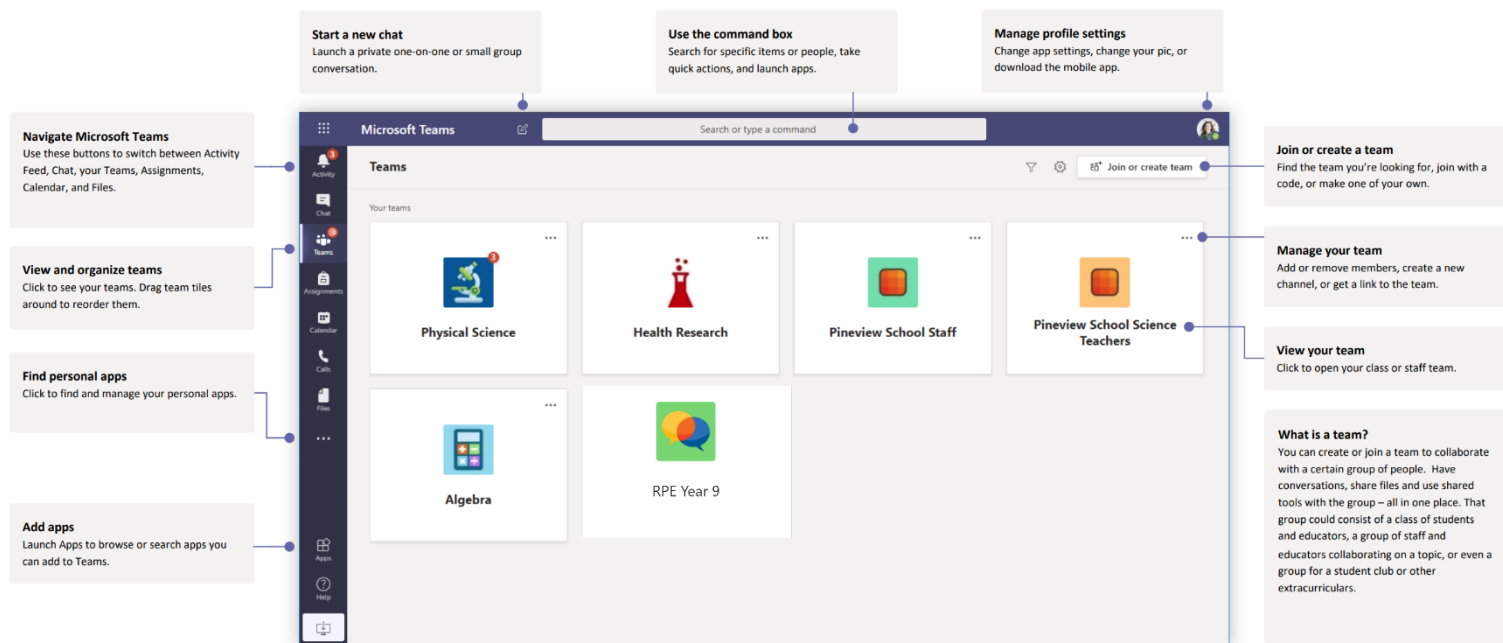 Start a new chat
Launch a private one-on-one or small group
conversation.
Use the command box
Search for specific items or people, take
quick actions, and launch apps.
Manage profile settings
Change app settings, change your pic, or
download the mobile app.
Navigate Microsoft Teams
Use these buttons to switch between Activity
Feed, Chat, your Teams, Assignments,
Calendar, and Files.
View and organize teams
Click to see your teams. Drag team tiles
around to reorder them.
Find personal apps
Click to find and manage your personal apps.
Add apps
Launch Apps to browse or search apps you
can add to Teams.
Microsoft Teams
Search or type a command
3
Activity
Chat
@
Teams
Assignments
Calendar
Calls
Files
Apps
Help
Teams
Join or create team
Your teams
3
Physical Science
Health Research
Pineview School Staff
Pineview School Science
Teachers
Algebra
RPE Year 9
Join or create a team
Find the team you're looking for, join with a
code, or make one of your own.
Manage your team
Add or remove members, create a new
channel, or get a link to the team.
View your team
Click to open your class or staff team.
What is a team?
You can create or join a team to collaborate
with a certain group of people. Have
conversations, share files and use shared
tools with the group – all in one place. That
group could consist of a class of students
and educators, a group of staff and
educators collaborating on a topic, or even a
group for a student club or other
extracurriculars.